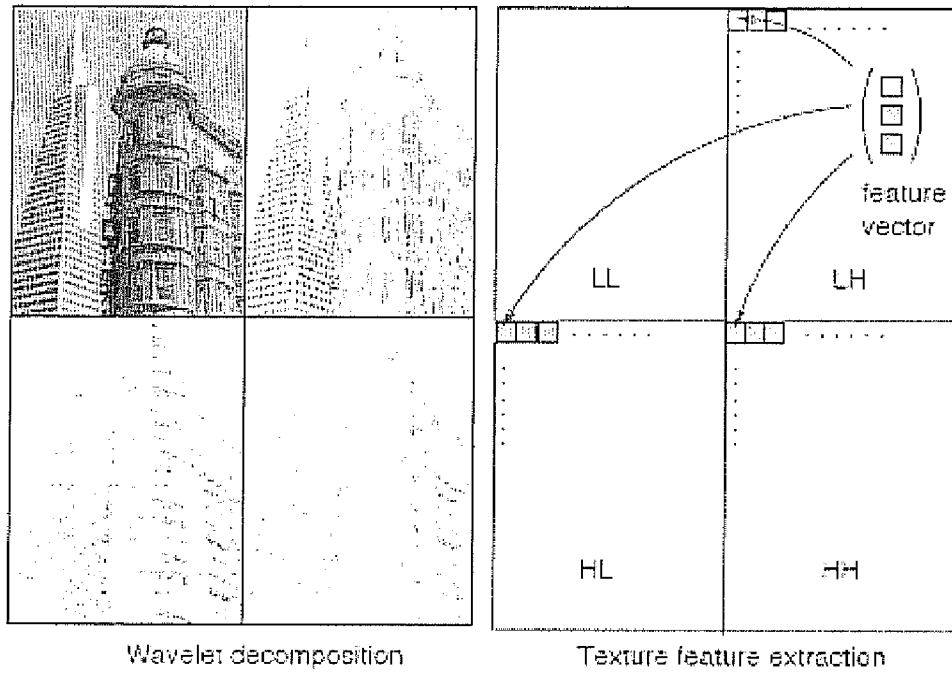 feature
vector
LL LH
HL HH
Wavelet decomposition Texture feature extraction